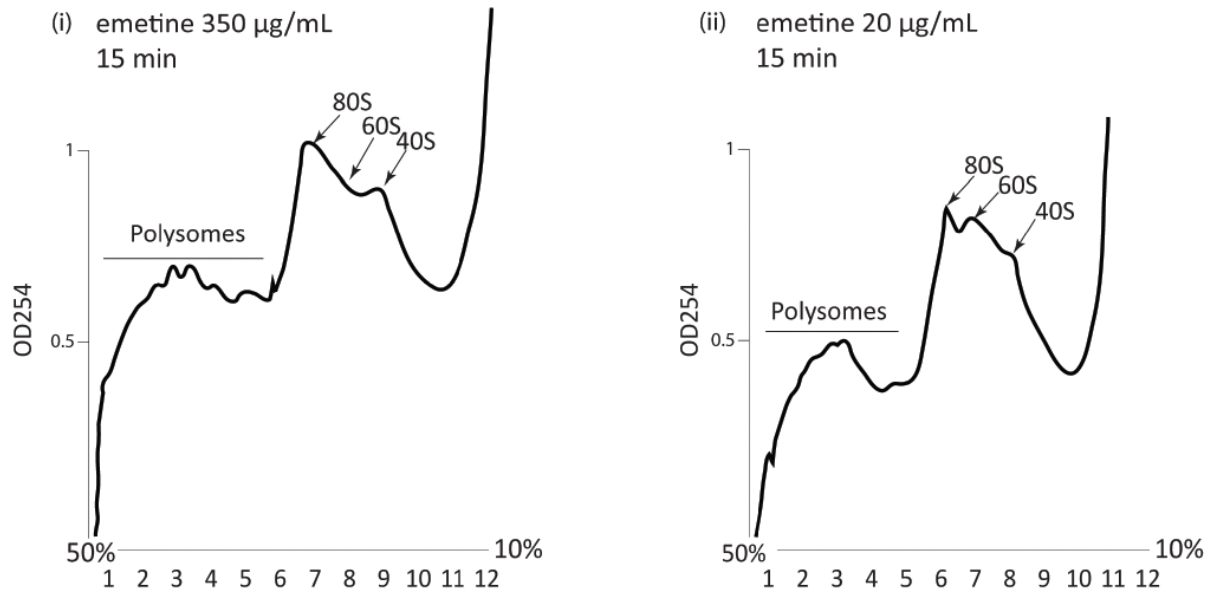 (i) emetine 350 µg/mL
15 min
80S
60S
40S
1
Polysomes
OD254
0.5
50%
10%
1 2 3 4 5 6 7 8 9 10 11 12
(ii) emetine 20 µg/mL
15 min
1
80S
60S
40S
Polysomes
OD254
0.5
50%
10%
1 2 3 4 5 6 7 8 9 10 11 12